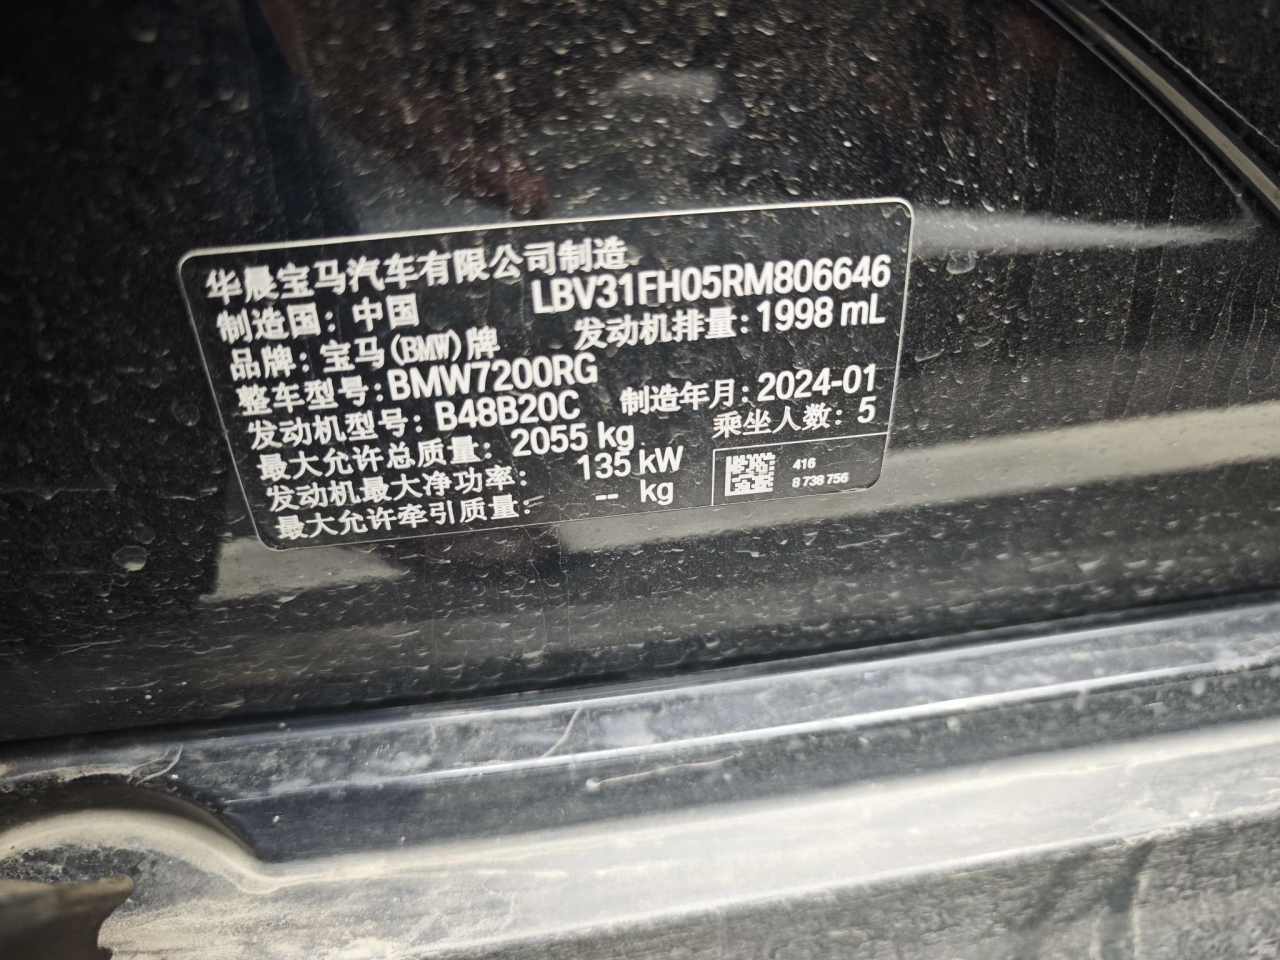 华晨宝马汽车有限公司制造
制造国：中国 LBV31FH05RM806646
品牌：宝马(BMW)牌 发动机排量：1998 mL
整车型号：BMW7200RG
发动机型号：B48B20C 制造年月：2024-01
最大允许总质量：2055 kg 乘坐人数：5
发动机最大净功率：135 kW
最大允许牵引质量：-- kg
416
8 738 756